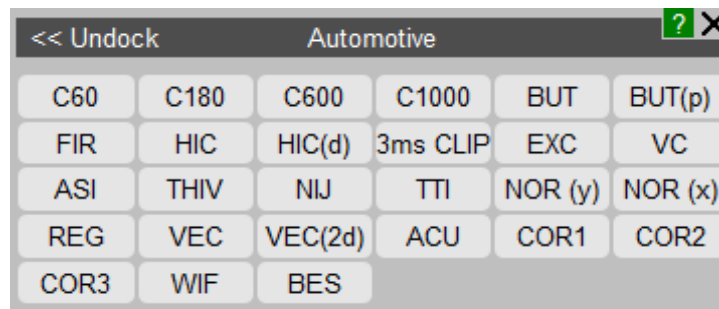 << Undock Automotive ? X
C60 C180 C600 C1000 BUT BUT(p)
FIR HIC HIC(d) 3ms CLIP EXC VC
ASI THIV NIJ TTI NOR (y) NOR (x)
REG VEC VEC(2d) ACU COR1 COR2
COR3 WIF BES